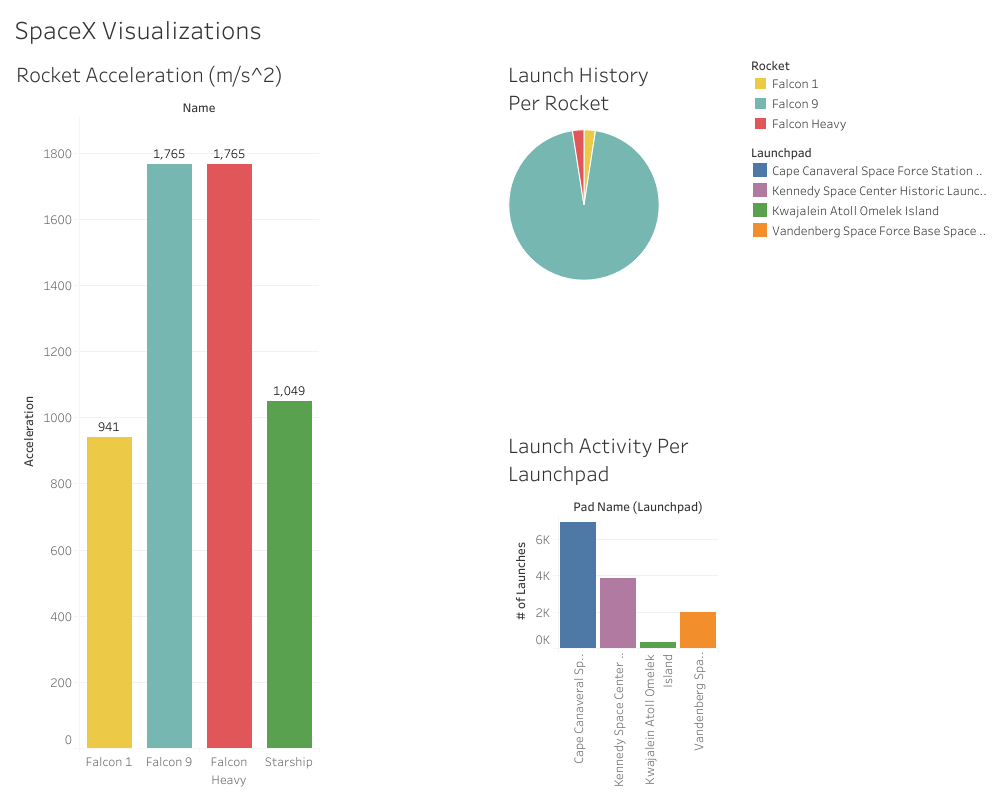 SpaceX Visualizations
Rocket Acceleration (m/s^2)
Name
Acceleration
1800
1600
1400
1200
1000
800
600
400
200
0
941
1,765
1,765
1,049
Falcon 1
Falcon 9
Falcon
Heavy
Starship
Launch History
Per Rocket
Rocket
Falcon 1
Falcon 9
Falcon Heavy
Launchpad
Cape Canaveral Space Force Station ..
Kennedy Space Center Historic Launc..
Kwajalein Atoll Omelek Island
Vandenberg Space Force Base Space ..
Launch Activity Per
Launchpad
Pad Name (Launchpad)
# of Launches
6K
4K
2K
0K
Cape Canaveral Sp..
Kennedy Space Center ..
Kwajalein Atoll Omelek
Island
Vandenberg Spa..